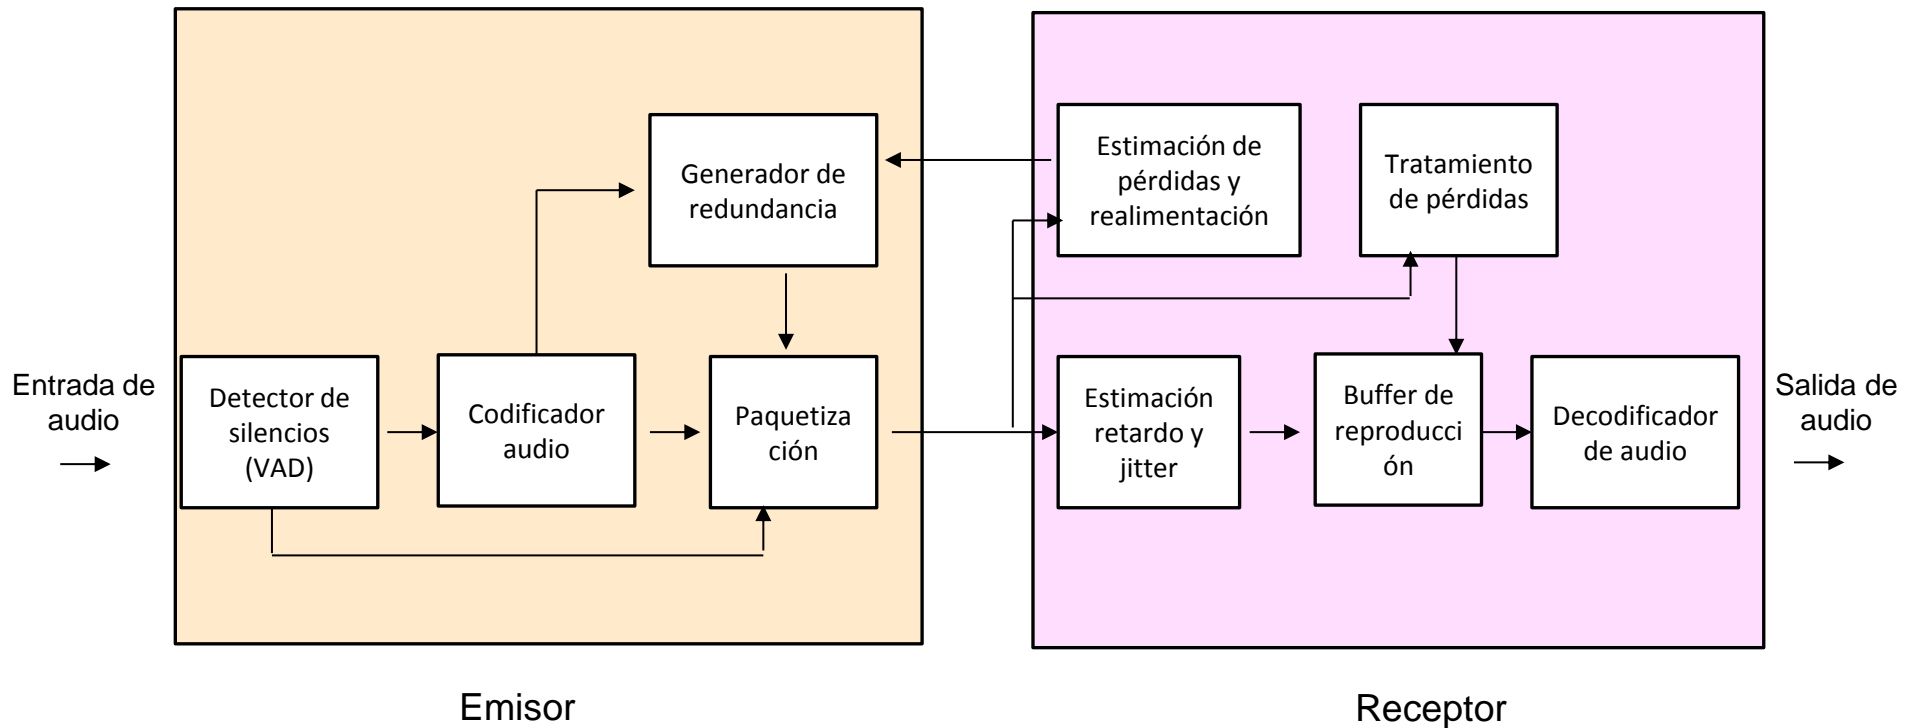 Generador de
redundancia
Estimación de
pérdidas y
realimentación
Tratamiento
de pérdidas
Entrada de
audio
Detector de
silencios
(VAD)
Codificador
audio
Paquetiza
ción
Estimación
retardo y
jitter
Buffer de
reproducci
ón
Decodificador
de audio
Salida de
audio
Emisor
Receptor